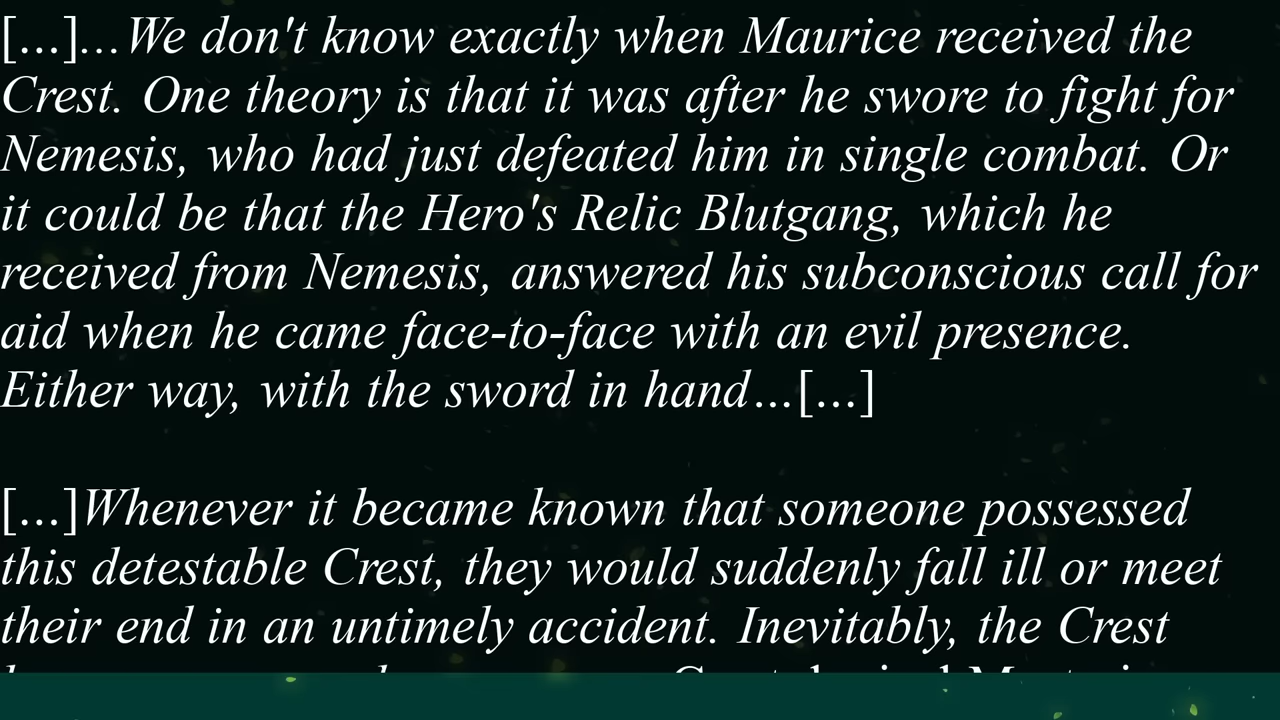 [...]...We don't know exactly when Maurice received the
Crest. One theory is that it was after he swore to fight for
Nemesis, who had just defeated him in single combat. Or
it could be that the Hero's Relic Blutgang, which he
received from Nemesis, answered his subconscious call for
aid when he came face-to-face with an evil presence.
Either way, with the sword in hand...[...]
[...]Whenever it became known that someone possessed
this detestable Crest, they would suddenly fall ill or meet
their end in an untimely accident. Inevitably, the Crest